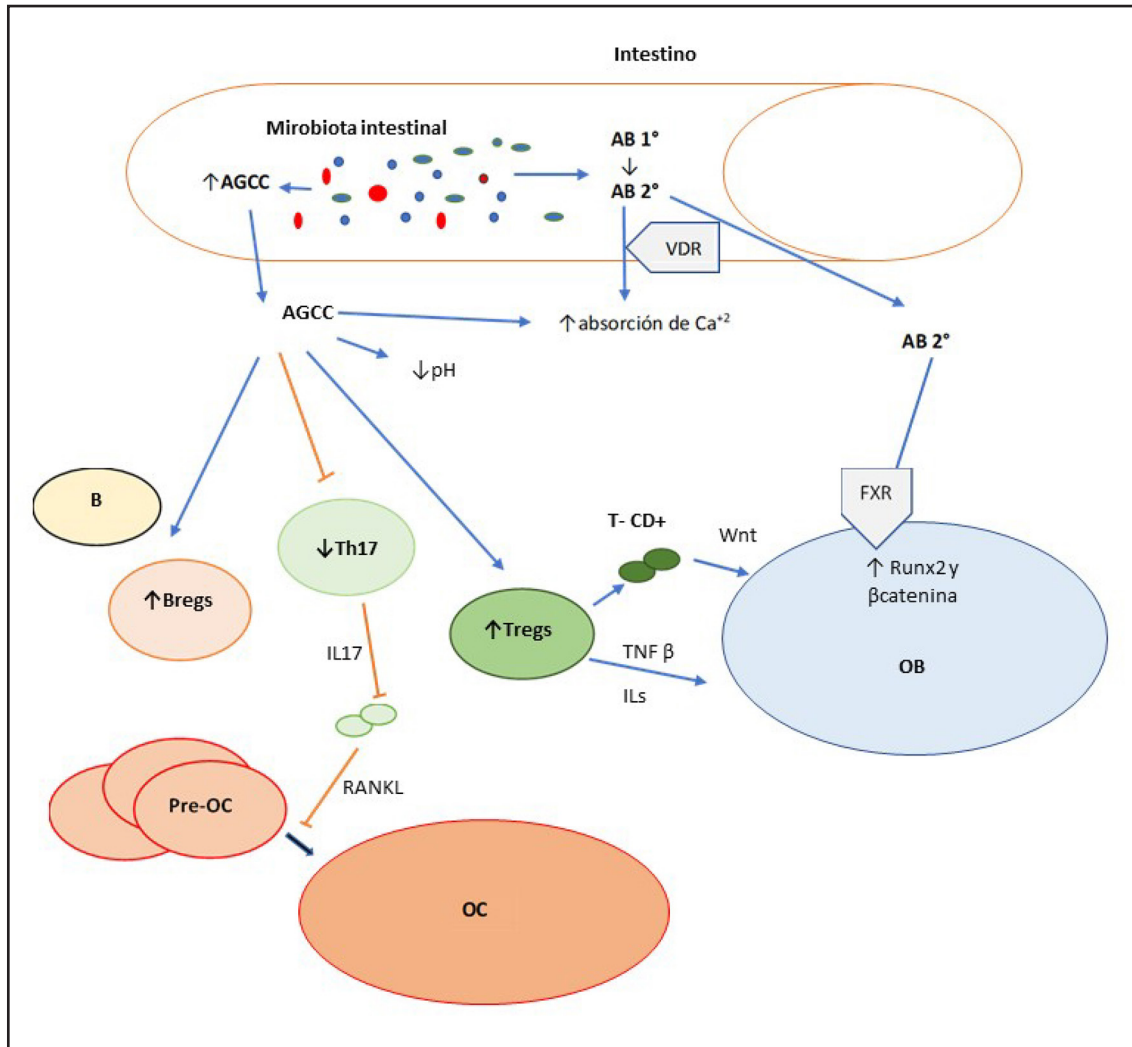 Intestino
Mirobiota intestinal
AB 1°
↓
↑AGCC
AB 2°
VDR
AGCC
↑absorción de Ca⁺²
AB 2°
↓pH
B
FXR
T- CD+
Wnt
↓Th17
↑ Runx2 y
βcatenina
↑Bregs
↑Tregs
IL17
TNF β
OB
ILs
RANKL
Pre-OC
OC